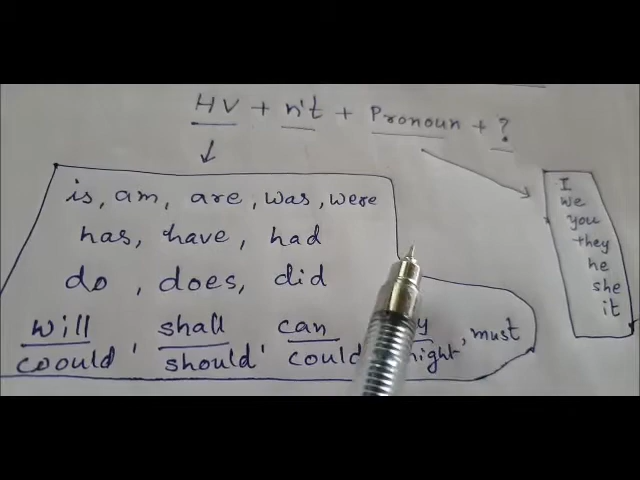 HV + n't + Pronoun + ?
is, am, are, was, were
has, have, had
do, does, did
will, shall, can, must
coould, should, could
I
we
you
they
he
she
it